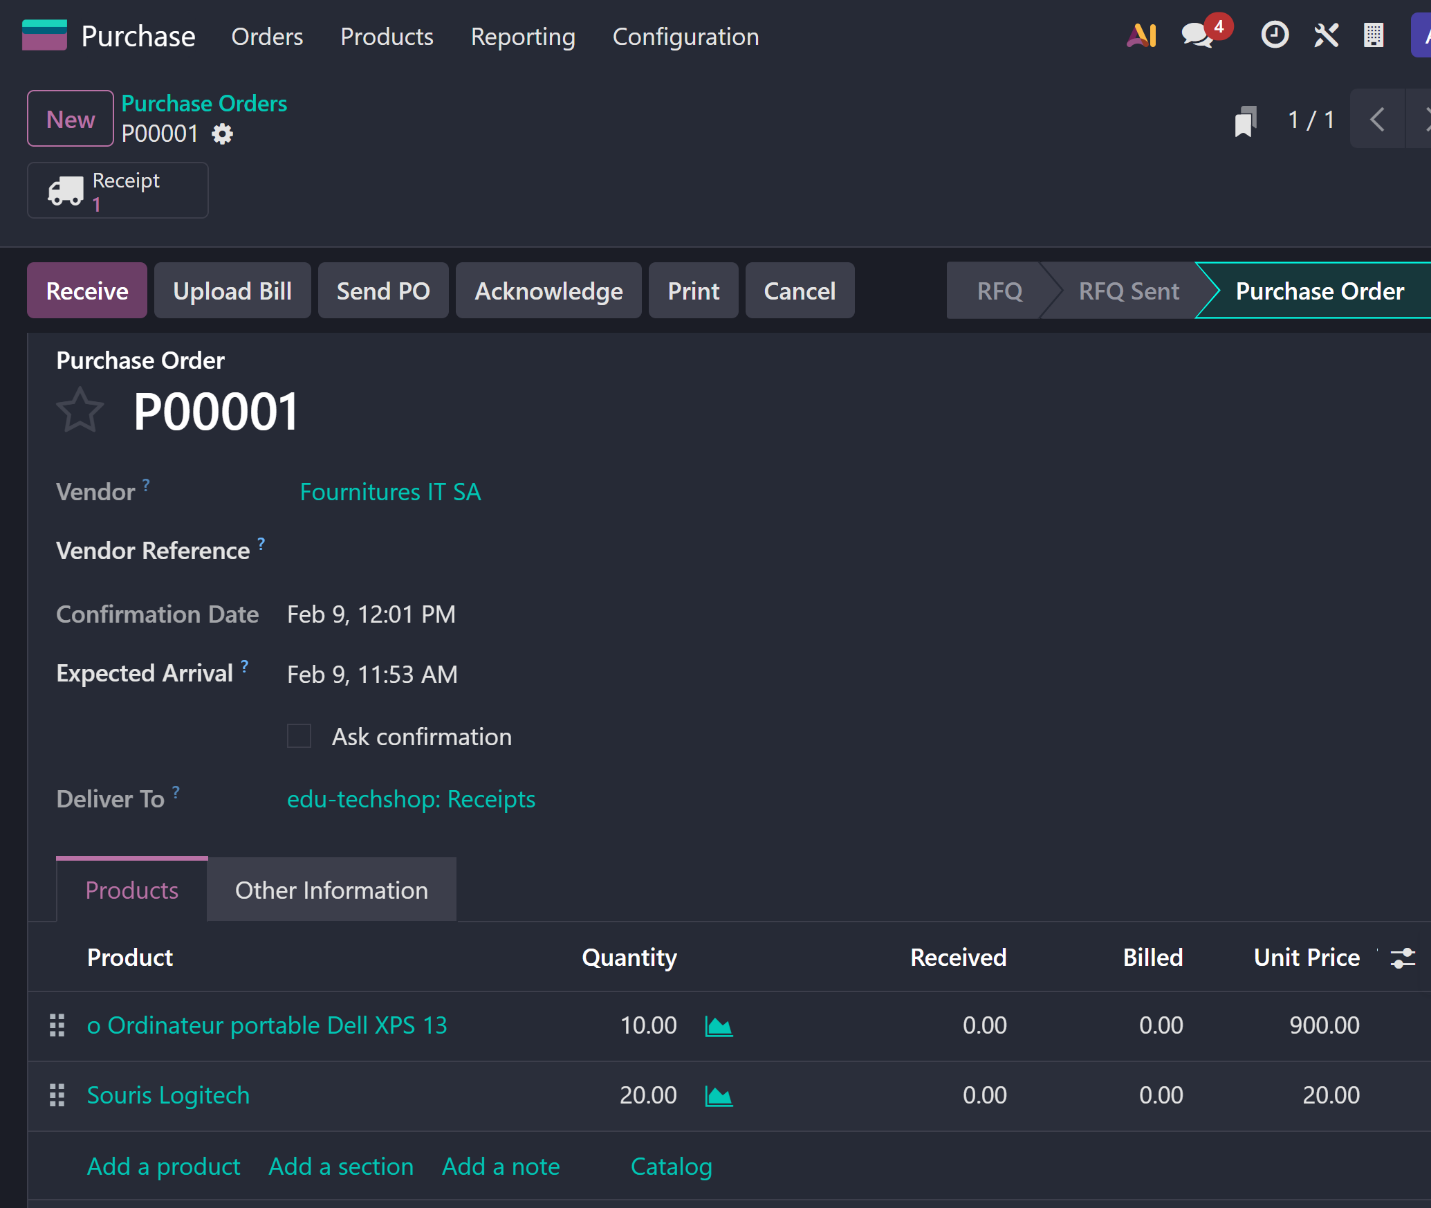 Purchase Orders Products Reporting Configuration 4
New Purchase Orders
P00001 1 / 1
Receipt
1
Receive Upload Bill Send PO Acknowledge Print Cancel RFQ RFQ Sent Purchase Order
Purchase Order
P00001
Vendor ? Fournitures IT SA
Vendor Reference ?
Confirmation Date Feb 9, 12:01 PM
Expected Arrival ? Feb 9, 11:53 AM
Ask confirmation
Deliver To ? edu-techshop: Receipts
Products Other Information
Product Quantity Received Billed Unit Price
o Ordinateur portable Dell XPS 13 10.00 0.00 0.00 900.00
Souris Logitech 20.00 0.00 0.00 20.00
Add a product Add a section Add a note Catalog